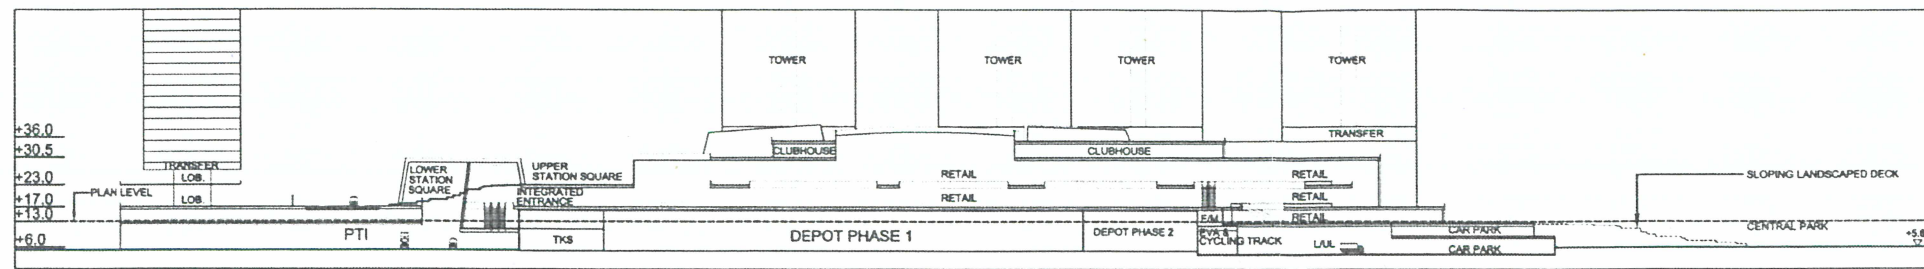 TOWER
TOWER
TOWER
TOWER
+36.0
TRANSFER
+30.5
CLUBHOUSE
CLUBHOUSE
TRANSFER
LOWER
STATION
SQUARE
UPPER
STATION SQUARE
LOB.
RETAIL
RETAIL
SLOPING LANDSCAPED DECK
+23.0
PLAN LEVEL
INTEGRATED
ENTRANCE
LOB.
RETAIL
RETAIL
+17.0
+13.0
E/M
RETAIL
CENTRAL PARK
PTI
TKS
DEPOT PHASE 1
DEPOT PHASE 2
EVA &
CYCLING TRACK
CAR PARK
+6.0
L/UL
CAR PARK